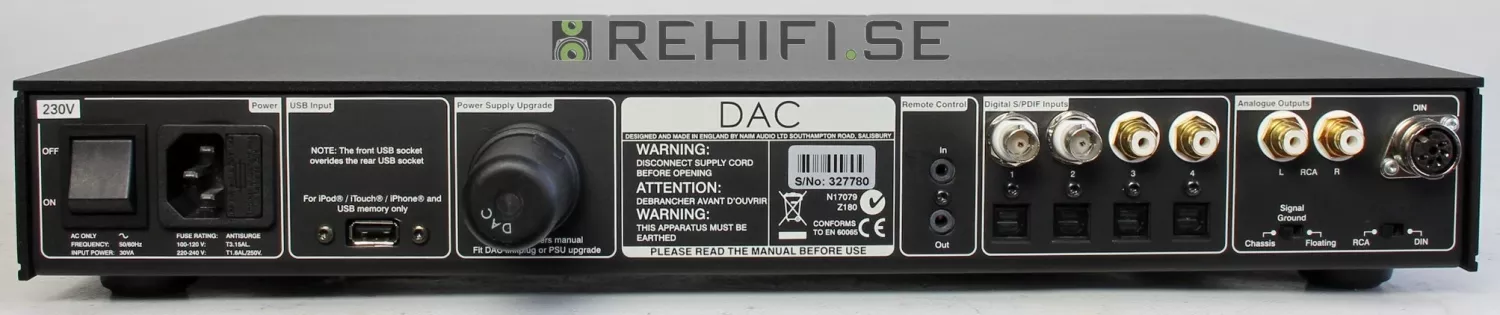 REHIFI.SE
230V
Power
OFF
ON
AC ONLY
FREQUENCY: 50/60Hz
INPUT POWER: 30VA
FUSE RATING: ANTISURGE
100-120 V: T3.15AL.
220-240 V: T1.6AL/250V.
USB Input
NOTE: The front USB socket
overides the rear USB socket
For iPod® / iTouch® / iPhone® and
USB memory only
Power Supply Upgrade
DAC
manual
PSU upgrade
DAC
DESIGNED AND MADE IN ENGLAND BY NAIM AUDIO LTD SOUTHAMPTON ROAD, SALISBURY
WARNING:
DISCONNECT SUPPLY CORD
BEFORE OPENING
ATTENTION:
DEBRANCHER AVANT D'OUVRIR
WARNING:
THIS APPARATUS MUST BE
EARTHED
S/No: 327780
N17079
Z180
CONFORMS
TO EN 60065
PLEASE READ THE MANUAL BEFORE USE
Remote Control
In
Out
Digital S/PDIF Inputs
1 2 3 4
Analogue Outputs
DIN
L RCA R
Signal
Ground
Chassis Floating
RCA DIN